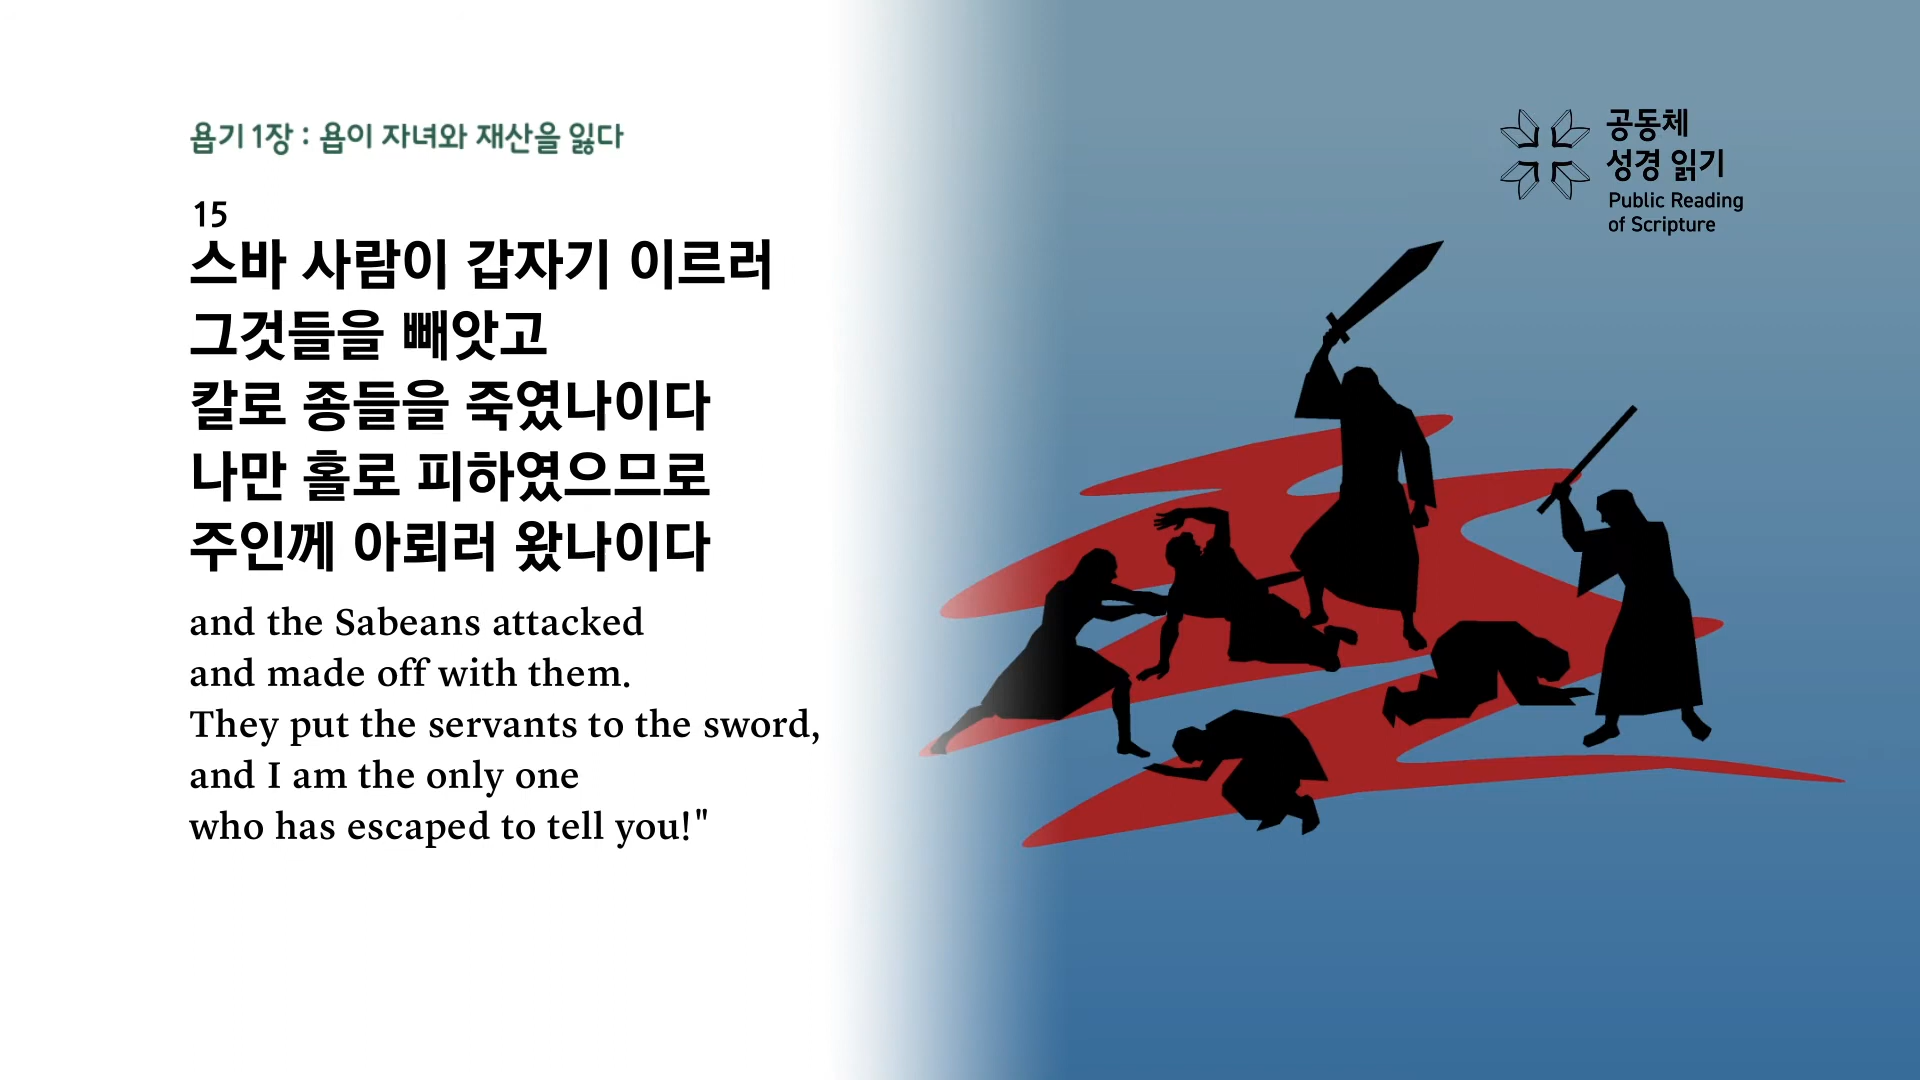 욥기 1장 : 욥이 자녀와 재산을 잃다
15
스바 사람이 갑자기 이르러
그것들을 빼앗고
칼로 종들을 죽였나이다
나만 홀로 피하였으므로
주인께 아뢰러 왔나이다
and the Sabeans attacked
and made off with them.
They put the servants to the sword,
and I am the only one
who has escaped to tell you!"
공동체
성경 읽기
Public Reading
of Scripture